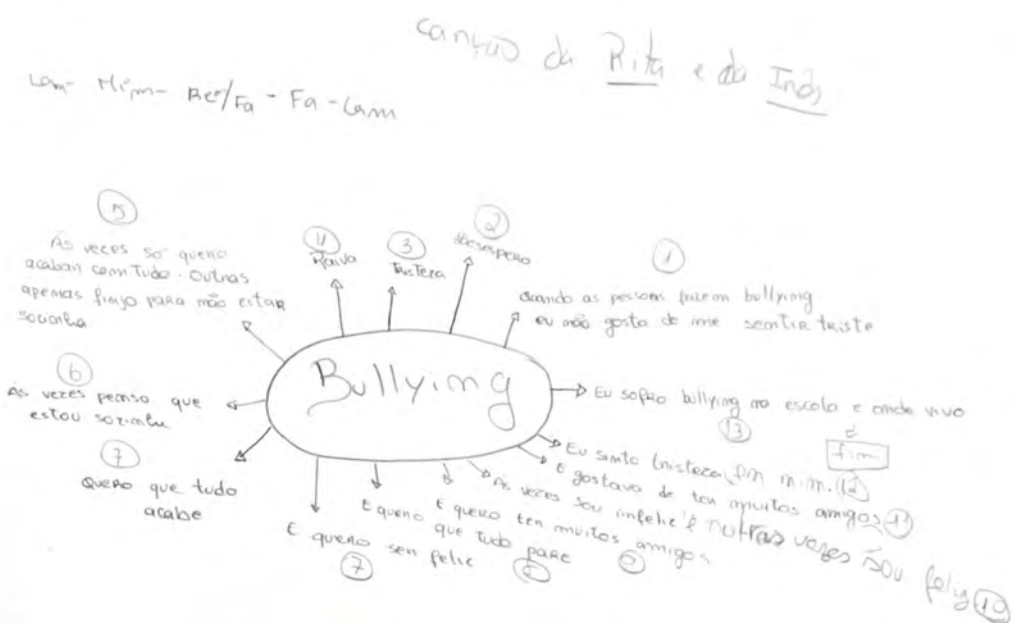 canção da Rita e da Inês
Lam- Mim- Re/Fa - Fa - Lam
5
Às vezes só quero
acabar com tudo. Outras
apenas finjo para não estar
sozinha
4
Raiva
3
Tristeza
2
desespero
1
Quando as pessoas fazem bullying
eu não gosto de me sentir triste
Bullying
6
Às vezes penso que
estou sozinha
7
Quero que tudo
acabe
E quero ser feliz
7
E quero que tudo pare
8
E quero ter muitos amigos
9
Às vezes sou infeliz e noutras vezes sou feliz 10
E gostava de ter muitos amigos 11
Eu sinto tristeza em mim. 12
Eu sofro bullying na escola e onde vivo
13
fim